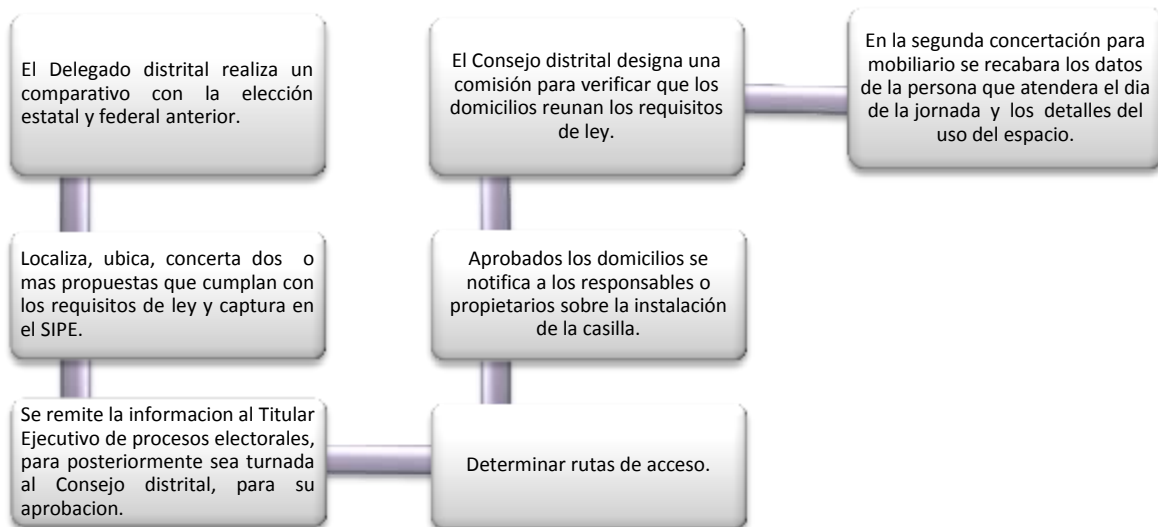 El Delegado distrital realiza un
comparativo con la elección
estatal y federal anterior.
Localiza, ubica, concerta dos o
mas propuestas que cumplan con
los requisitos de ley y captura en
el SIPE.
Se remite la informacion al Titular
Ejecutivo de procesos electorales,
para posteriormente sea turnada
al Consejo distrital, para su
aprobacion.
Determinar rutas de acceso.
Aprobados los domicilios se
notifica a los responsables o
propietarios sobre la instalación
de la casilla.
El Consejo distrital designa una
comisión para verificar que los
domicilios reunan los requisitos
de ley.
En la segunda concertación para
mobiliario se recabara los datos
de la persona que atendera el dia
de la jornada y los detalles del
uso del espacio.